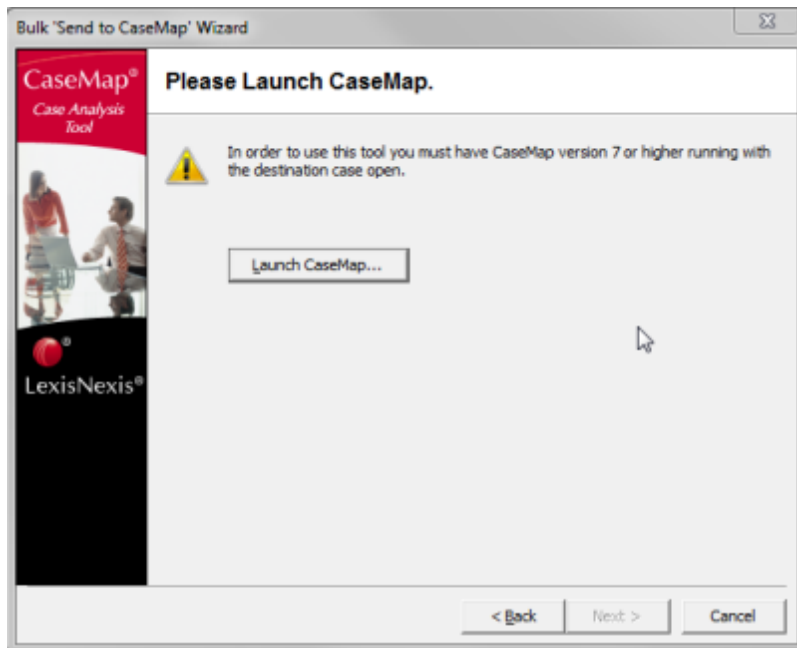 Bulk 'Send to CaseMap' Wizard
CaseMap®
Case Analysis
Tool
Please Launch CaseMap.
In order to use this tool you must have CaseMap version 7 or higher running with
the destination case open.
Launch CaseMap...
®
LexisNexis®
< Back
Next >
Cancel